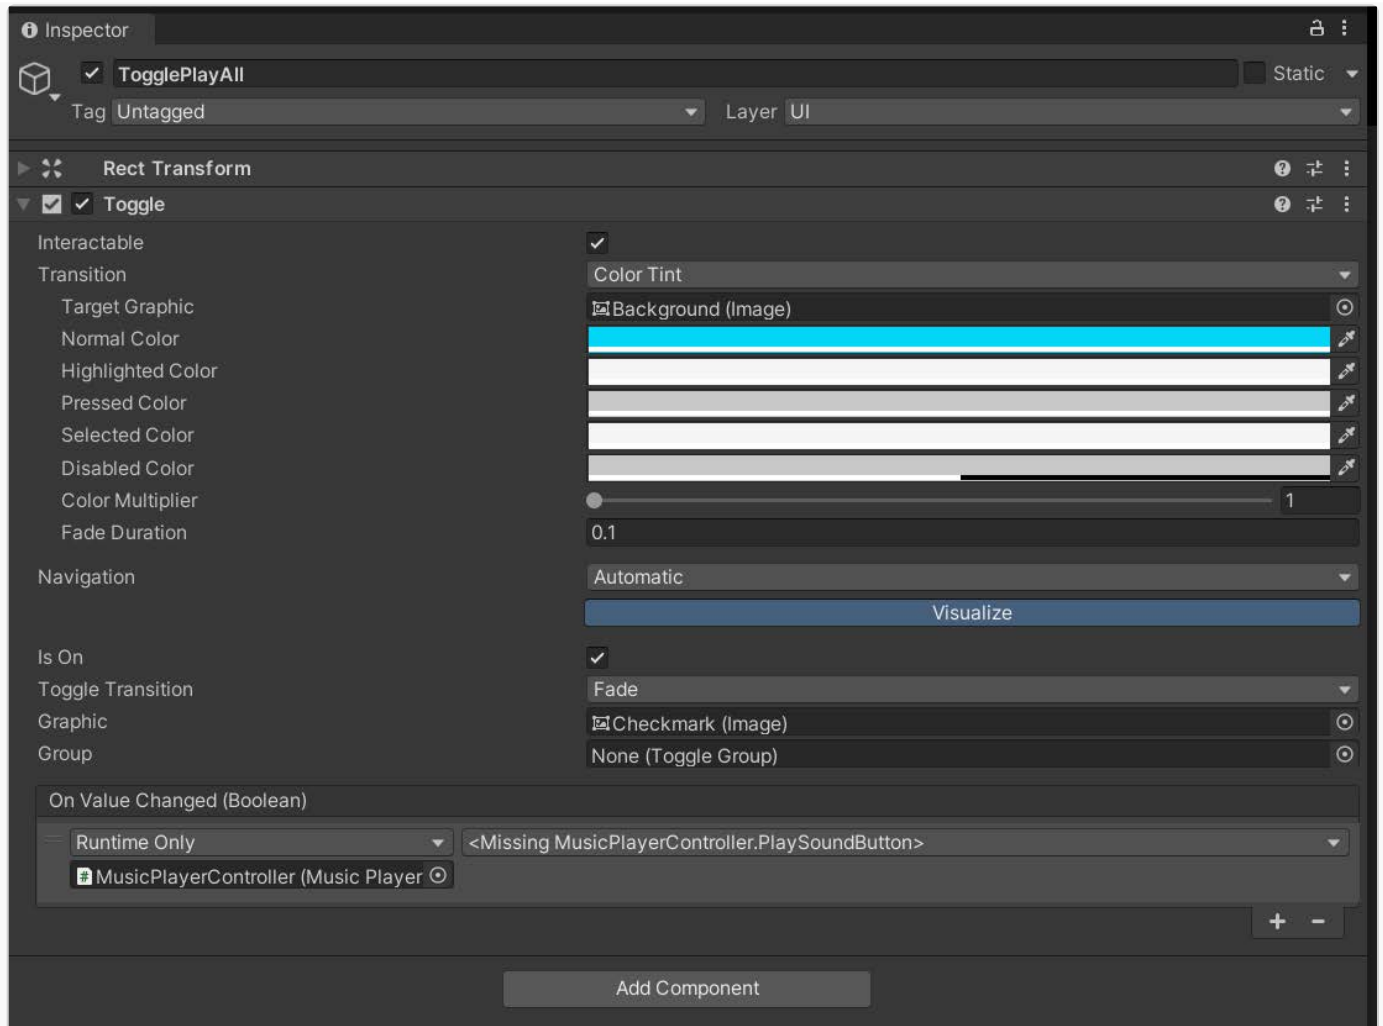 Inspector
TogglePlayAll
Static
Tag Untagged
Layer UI
Rect Transform
Toggle
Interactable
Transition Color Tint
Target Graphic Background (Image)
Normal Color
Highlighted Color
Pressed Color
Selected Color
Disabled Color
Color Multiplier 1
Fade Duration 0.1
Navigation Automatic
Visualize
Is On
Toggle Transition Fade
Graphic Checkmark (Image)
Group None (Toggle Group)
On Value Changed (Boolean)
Runtime Only <Missing MusicPlayerController.PlaySoundButton>
# MusicPlayerController (Music Player
Add Component